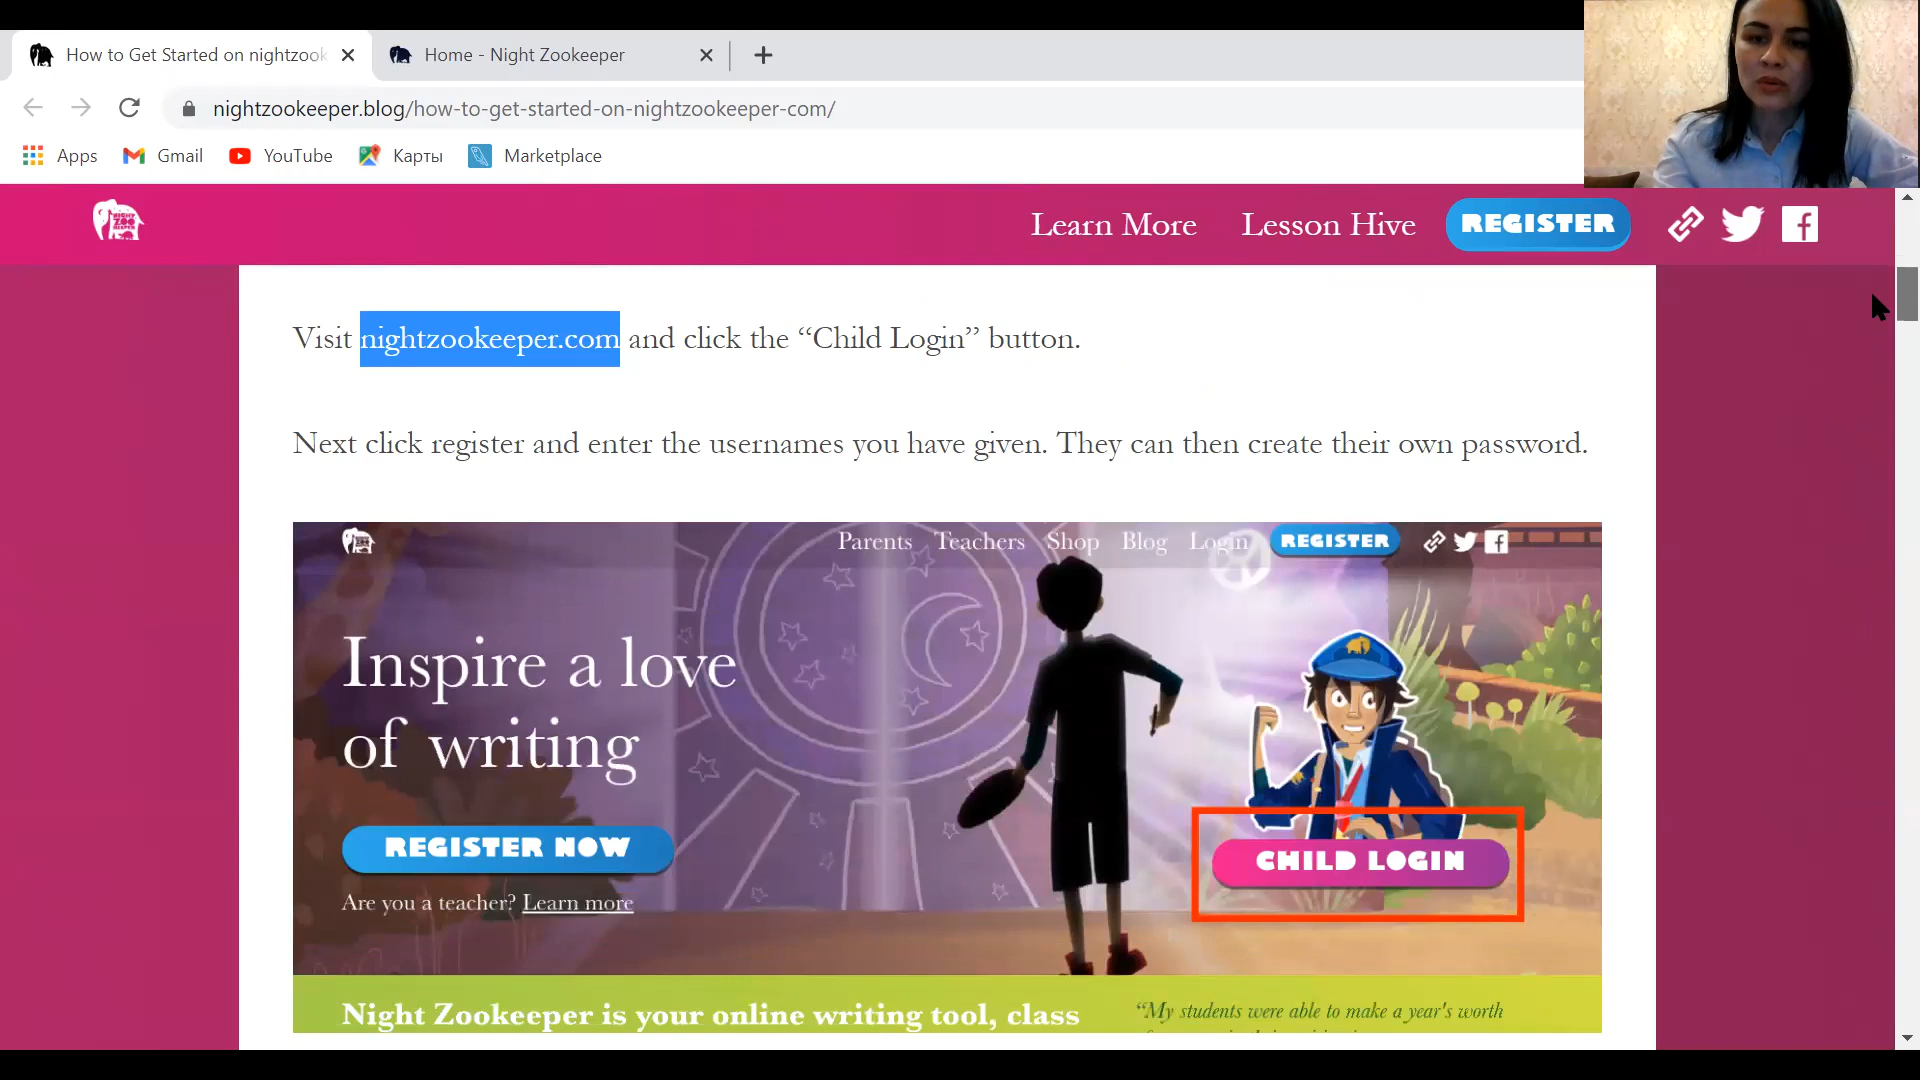 How to Get Started on nightzook
Home - Night Zookeeper
nightzookeeper.blog/how-to-get-started-on-nightzookeeper-com/
Apps
Gmail
YouTube
Карты
Marketplace
NIGHT ZOO KEEPER
Learn More
Lesson Hive
REGISTER
Visit nightzookeeper.com and click the “Child Login” button.
Next click register and enter the usernames you have given. They can then create their own password.
Parents
Teachers
Shop
Blog
Login
REGISTER
Inspire a love
of writing
REGISTER NOW
Are you a teacher? Learn more
CHILD LOGIN
Night Zookeeper is your online writing tool, class
“My students were able to make a year's worth